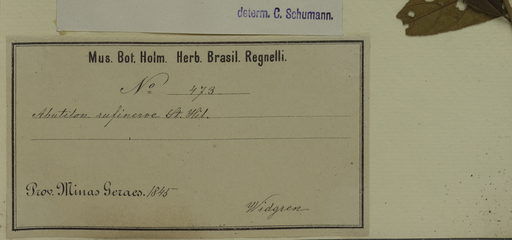 determ. C. Schumann.
Mus. Bot. Holm. Herb. Brasil. Regnelli.
No 473
Abutilon rufinerve St. Hil.
Prov. Minas Geraes. 1845
Widgren